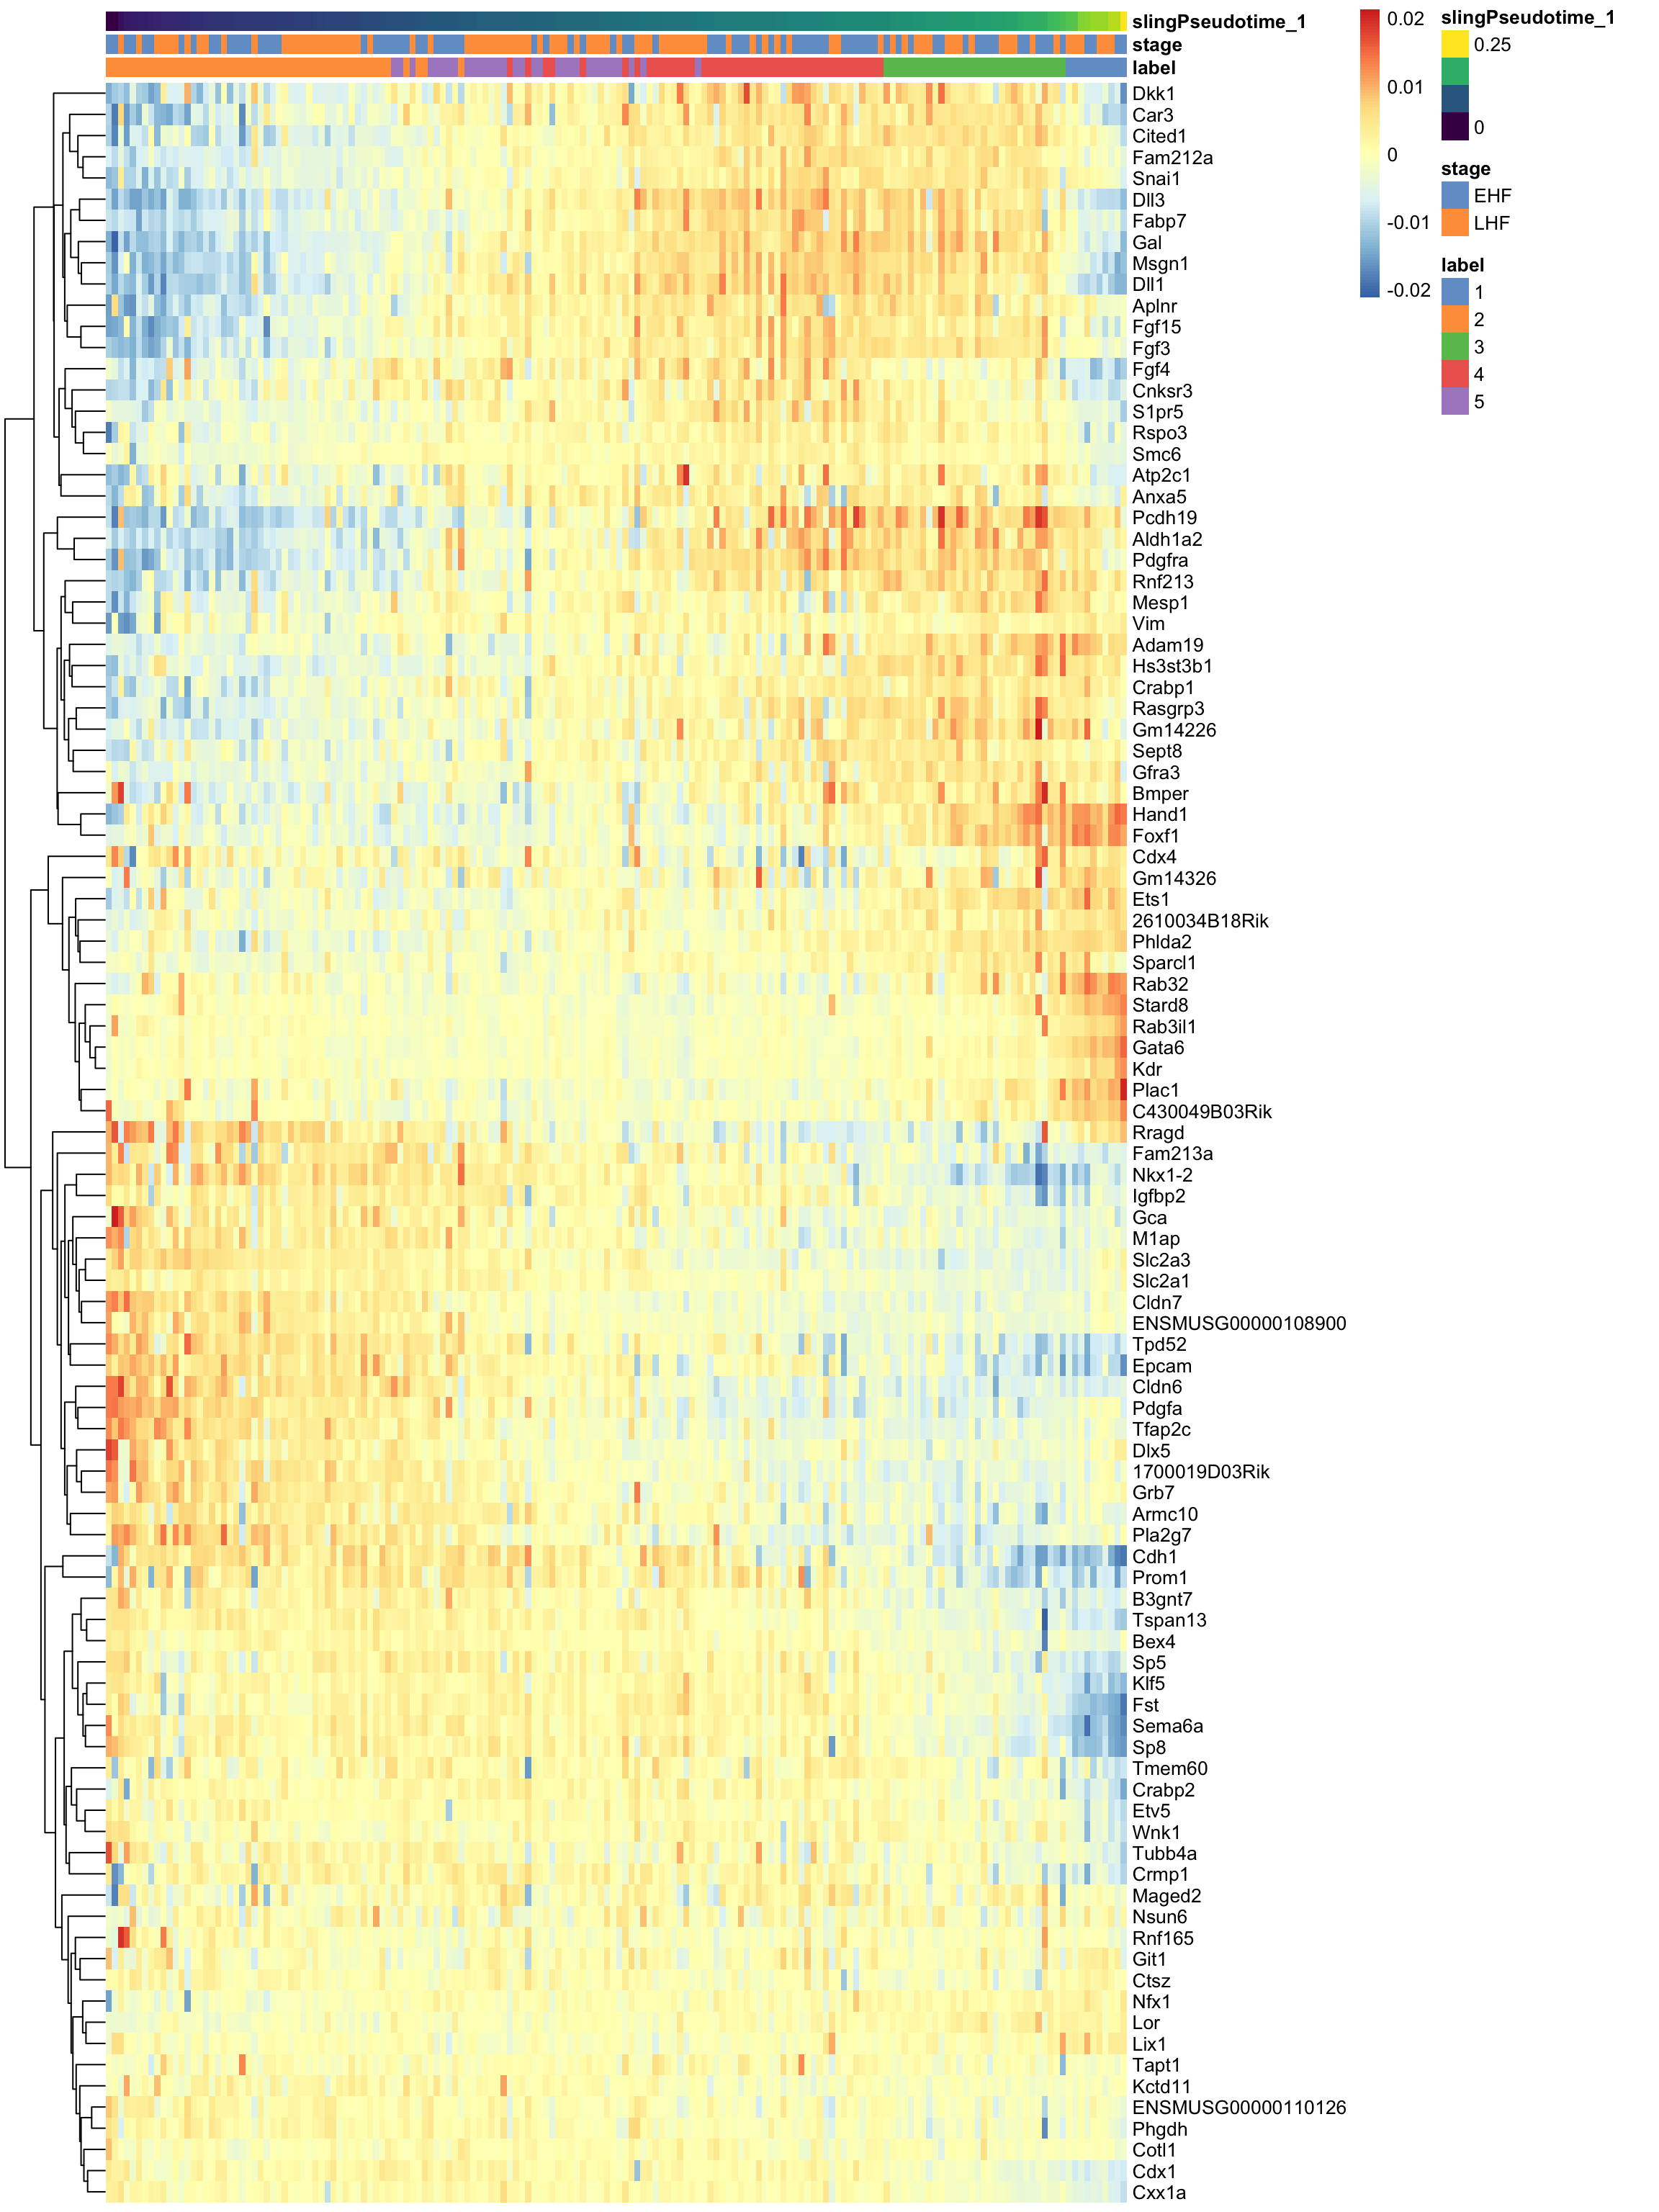 slingPseudotime_1
stage
label
Dkk1
Car3
Cited1
Fam212a
Snai1
Dll3
Fabp7
Gal
Msgn1
Dll1
Aplnr
Fgf15
Fgf3
Fgf4
Cnksr3
S1pr5
Rspo3
Smc6
Atp2c1
Anxa5
Pcdh19
Aldh1a2
Pdgfra
Rnf213
Mesp1
Vim
Adam19
Hs3st3b1
Crabp1
Rasgrp3
Gm14226
Sept8
Gfra3
Bmper
Hand1
Foxf1
Cdx4
Gm14326
Ets1
2610034B18Rik
Phlda2
Sparcl1
Rab32
Stard8
Rab3il1
Gata6
Kdr
Plac1
C430049B03Rik
Rragd
Fam213a
Nkx1-2
Igfbp2
Gca
M1ap
Slc2a3
Slc2a1
Cldn7
ENSMUSG00000108900
Tpd52
Epcam
Cldn6
Pdgfa
Tfap2c
Dlx5
1700019D03Rik
Grb7
Armc10
Pla2g7
Cdh1
Prom1
B3gnt7
Tspan13
Bex4
Sp5
Klf5
Fst
Sema6a
Sp8
Tmem60
Crabp2
Etv5
Wnk1
Tubb4a
Crmp1
Maged2
Nsun6
Rnf165
Git1
Ctsz
Nfx1
Lor
Lix1
Tapt1
Kctd11
ENSMUSG00000110126
Phgdh
Cotl1
Cdx1
Cxx1a
0.02
0.01
0
-0.01
-0.02
slingPseudotime_1
0.25
0
stage
EHF
LHF
label
1
2
3
4
5